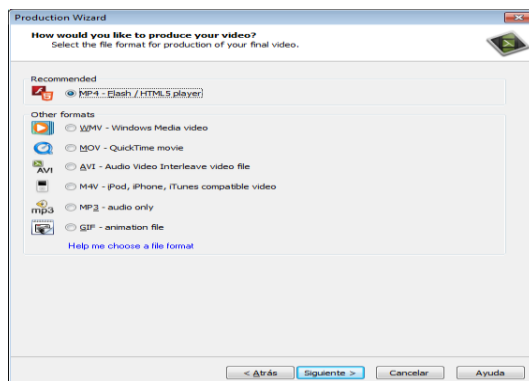 Production Wizard
How would you like to produce your video?
Select the file format for production of your final video.
Recommended
MP4 - Flash / HTML5 player
Other formats
WMV - Windows Media video
MOV - QuickTime movie
AVI AVI - Audio Video Interleave video file
M4V - iPod, iPhone, iTunes compatible video
mp3 MP3 - audio only
GIF - animation file
Help me choose a file format
< Atrás Siguiente > Cancelar Ayuda